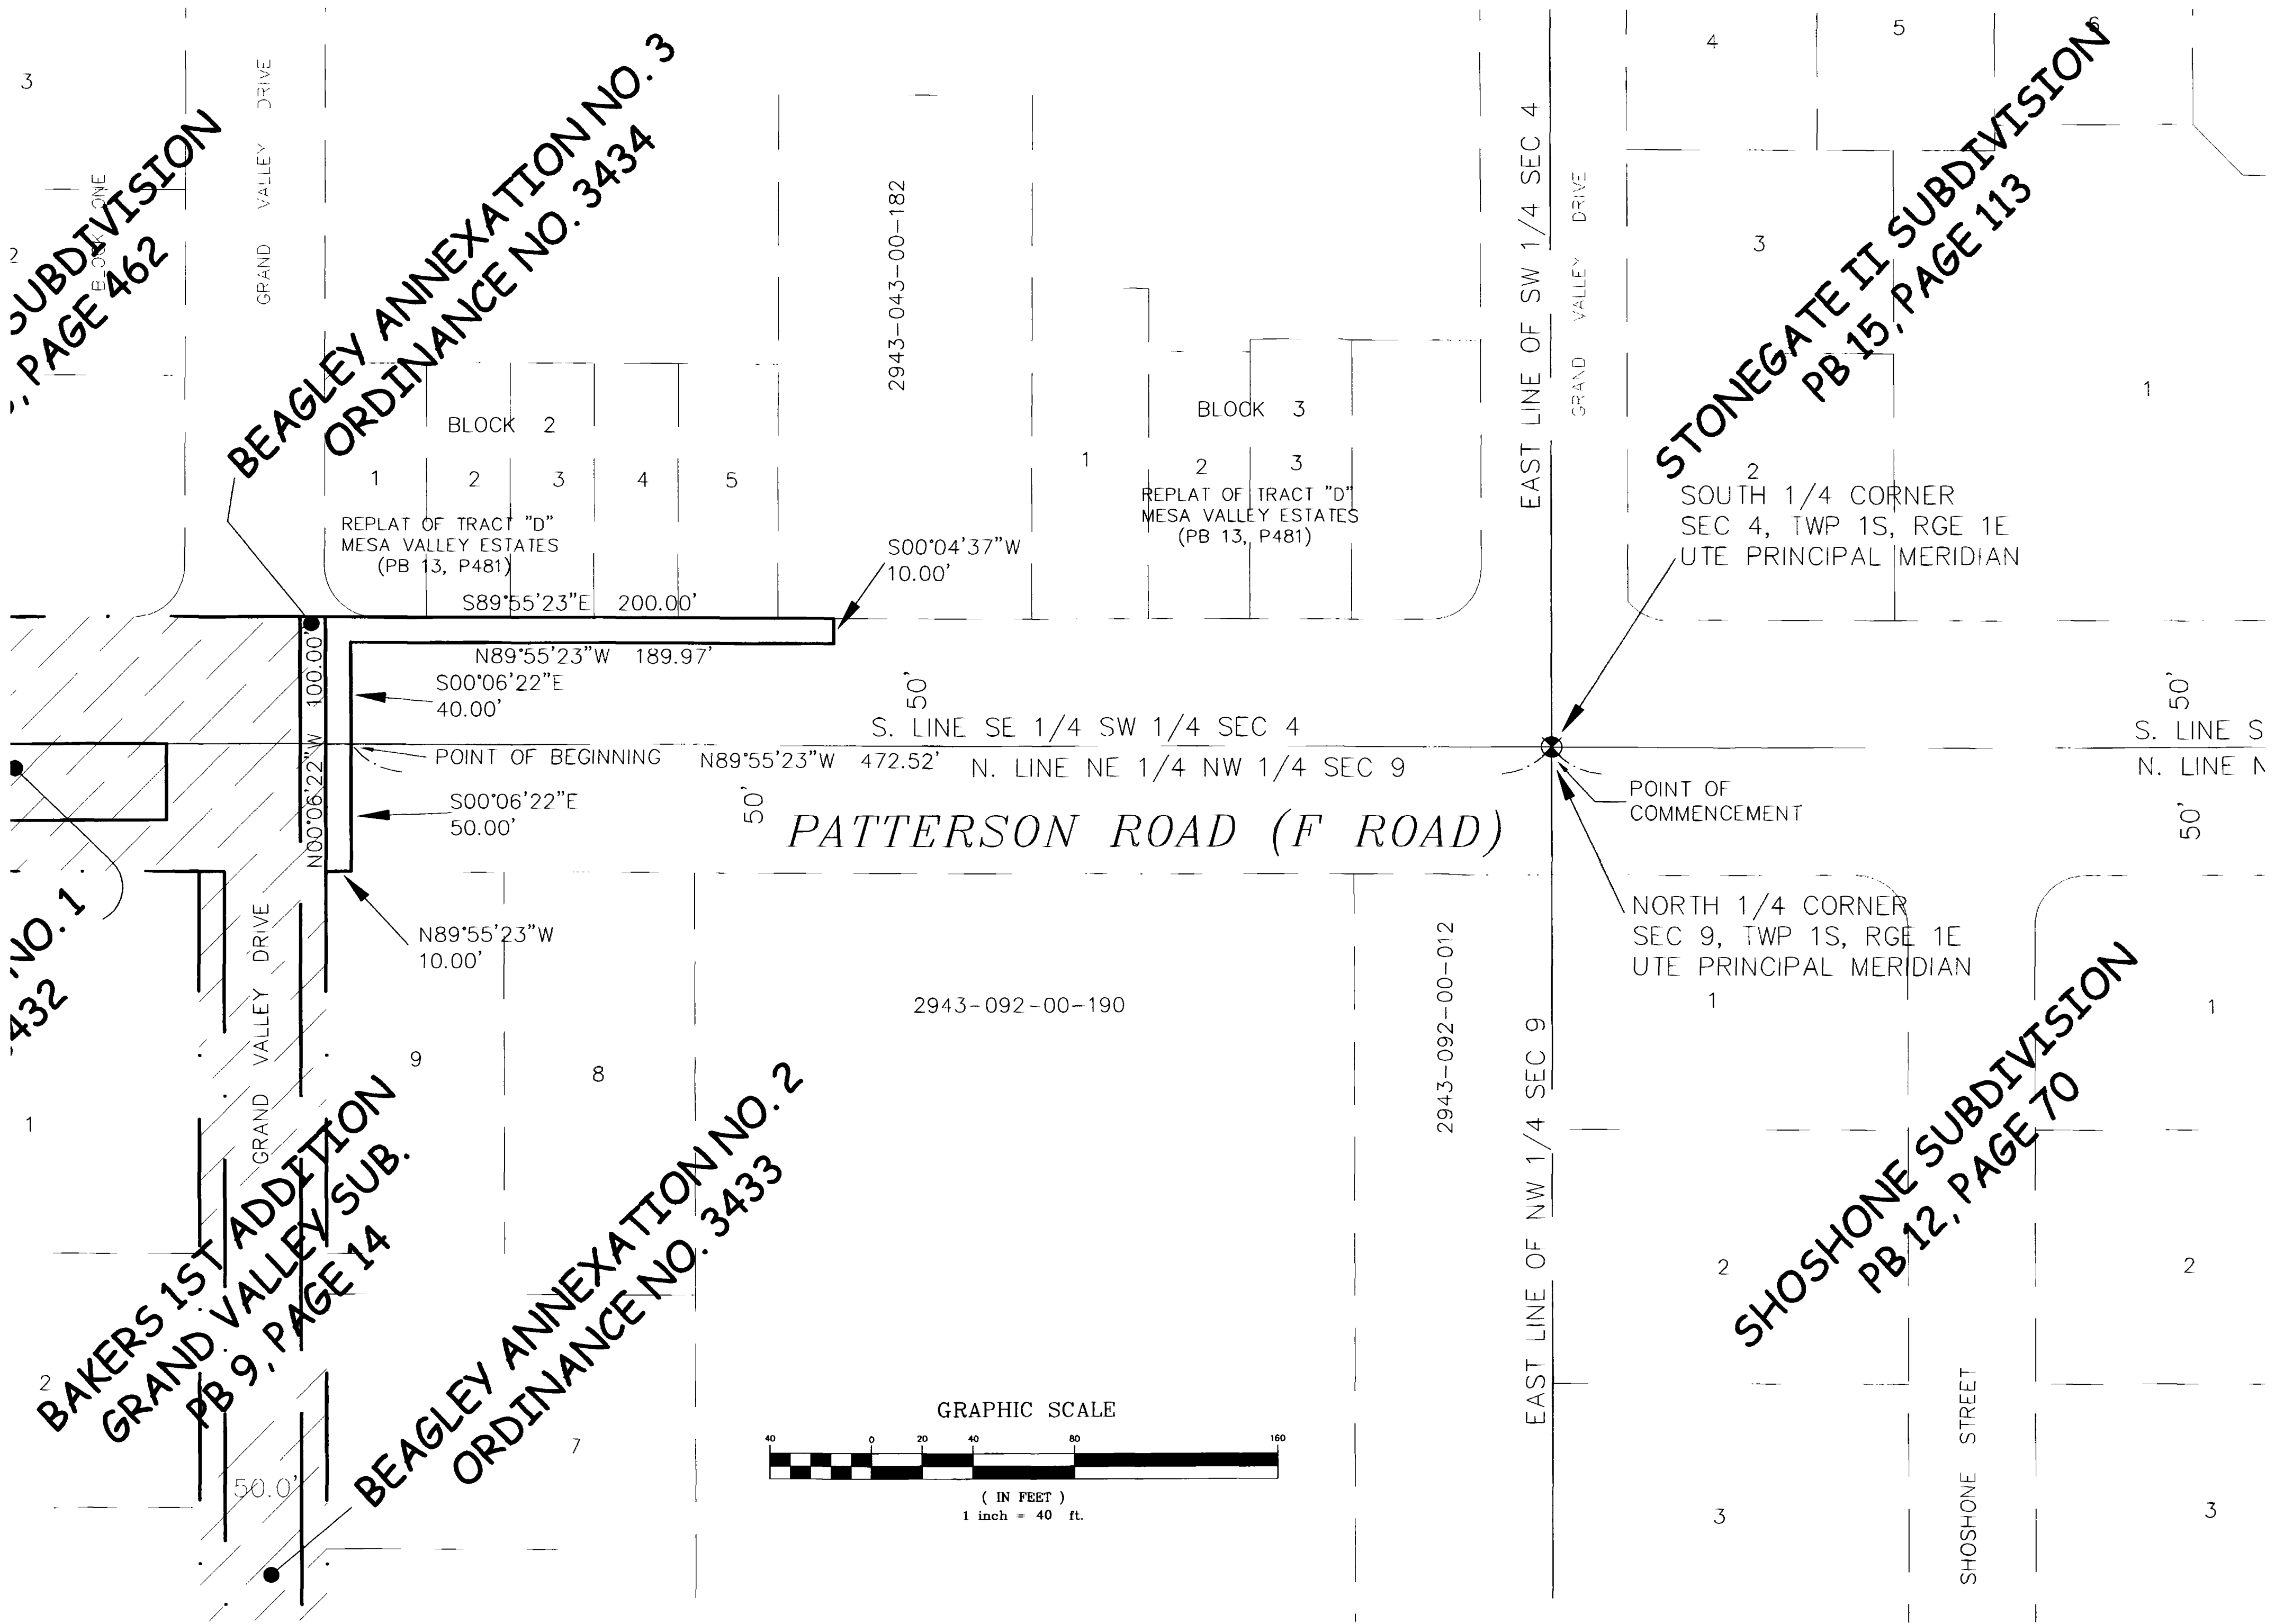 3
GRAND VALLEY DRIVE
BLOCK ONE
2
SUBDIVISION
, PAGE 462
BEAGLEY ANNEXATION NO. 3
ORDINANCE NO. 3434
2943-043-00-182
BLOCK 2
1
2
3
4
5
REPLAT OF TRACT "D"
MESA VALLEY ESTATES
(PB 13, P481)
BLOCK 3
1
2
3
REPLAT OF TRACT "D"
MESA VALLEY ESTATES
(PB 13, P481)
EAST LINE OF SW 1/4 SEC 4
GRAND VALLEY DRIVE
4
5
6
3
2
1
STONEGATE II SUBDIVISION
PB 15, PAGE 113
SOUTH 1/4 CORNER
SEC 4, TWP 1S, RGE 1E
UTE PRINCIPAL MERIDIAN
S00°04'37"W
10.00'
S89°55'23"E 200.00'
N89°55'23"W 189.97'
S00°06'22"E
40.00'
N00°06'22"W 100.00'
POINT OF BEGINNING
N89°55'23"W 472.52'
50'
S. LINE SE 1/4 SW 1/4 SEC 4
N. LINE NE 1/4 NW 1/4 SEC 9
50'
50'
S. LINE S
N. LINE N
50'
S00°06'22"E
50.00'
PATTERSON ROAD (F ROAD)
POINT OF
COMMENCEMENT
NORTH 1/4 CORNER
SEC 9, TWP 1S, RGE 1E
UTE PRINCIPAL MERIDIAN
N89°55'23"W
10.00'
NO. 1
432
GRAND VALLEY DRIVE
9
8
7
1
2
2943-092-00-190
2943-092-00-012
EAST LINE OF NW 1/4 SEC 9
BAKERS 1ST ADDITION
GRAND VALLEY SUB.
PB 9, PAGE 14
50.0'
BEAGLEY ANNEXATION NO. 2
ORDINANCE NO. 3433
1
1
SHOSHONE SUBDIVISION
PB 12, PAGE 70
2
2
SHOSHONE STREET
3
3
GRAPHIC SCALE
40 0 20 40 80 160
( IN FEET )
1 inch = 40 ft.